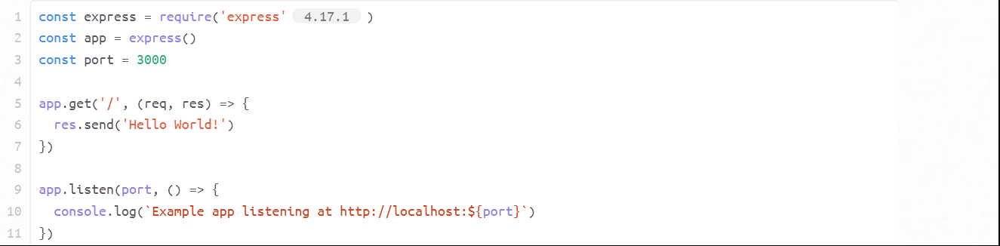 1 const express = require('express' 4.17.1 )
2 const app = express()
3 const port = 3000
4
5 app.get('/', (req, res) => {
6   res.send('Hello World!')
7 })
8
9 app.listen(port, () => {
10   console.log(`Example app listening at http://localhost:${port}`)
11 })